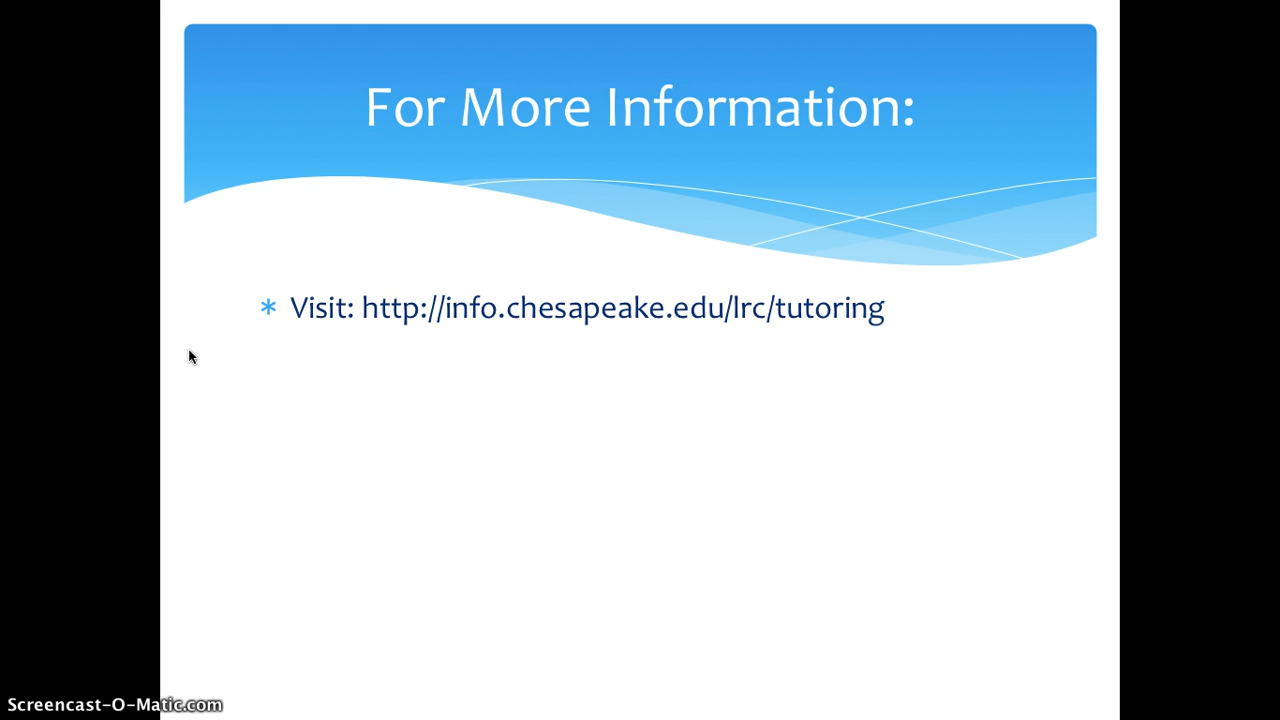 For More Information:
* Visit: http://info.chesapeake.edu/lrc/tutoring
Screencast-O-Matic.com